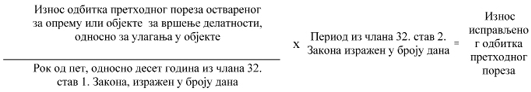 Износ одбитка претходног пореза оствареног
за опрему или објекте за вршење делатности,
односно за улагања у објекте
Рок од пет, односно десет година из члана 32.
став 1. Закона, изражен у броју дана
x
Период из члана 32. став 2.
Закона изражен у броју дана
=
Износ
исправљено
г одбитка
претходног
пореза